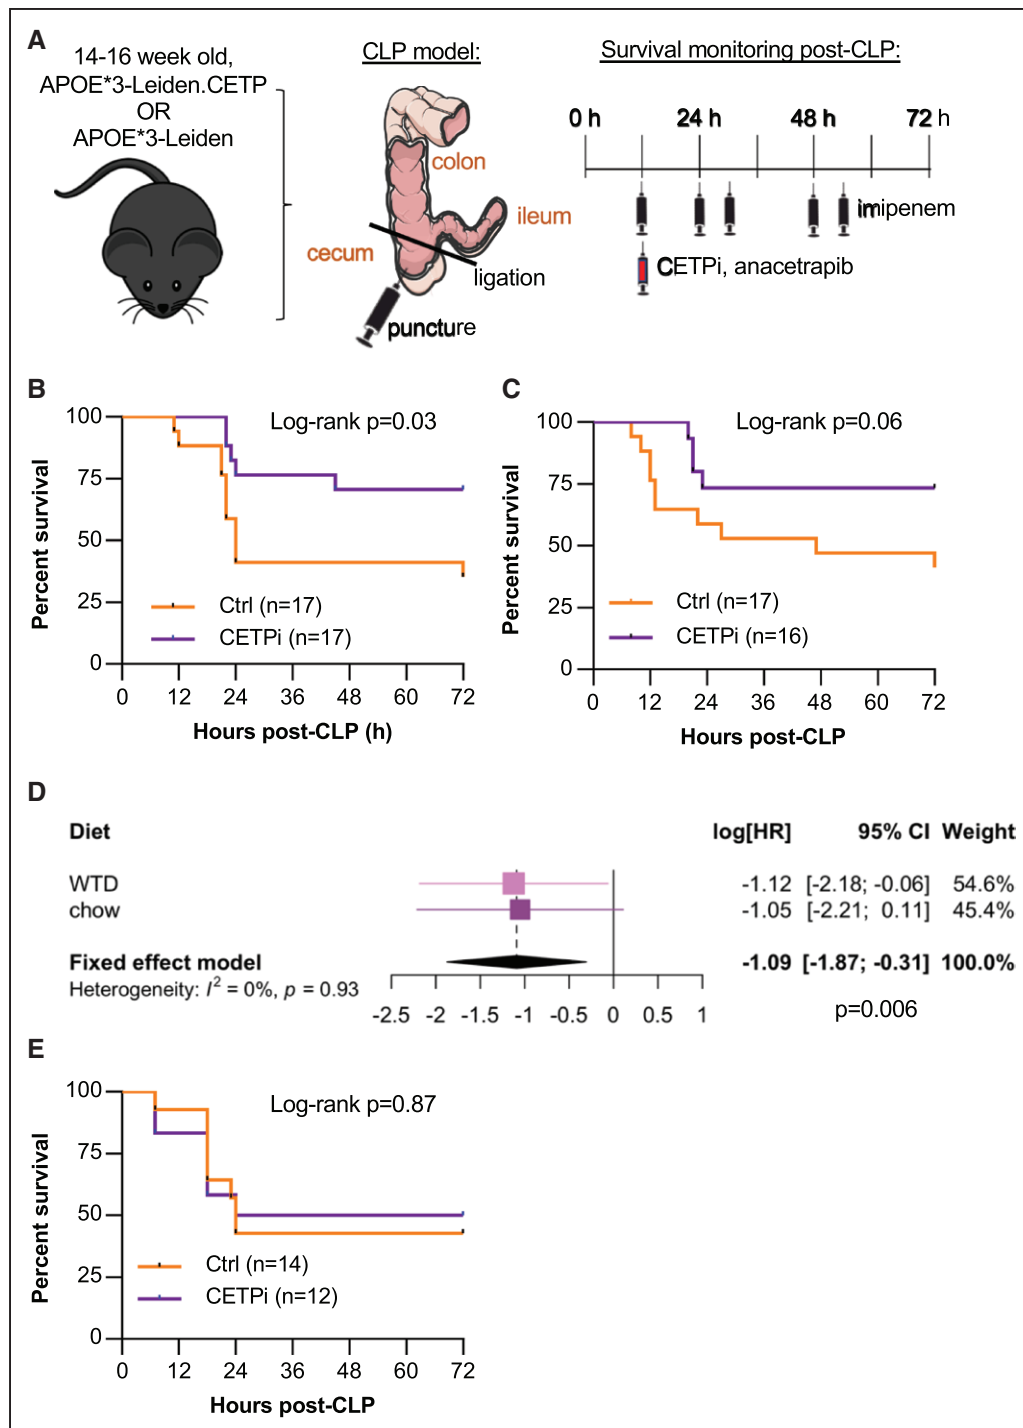 A
14-16 week old,
APOE*3-Leiden.CETP
OR
APOE*3-Leiden
CLP model:
colon
ileum
cecum
ligation
puncture
Survival monitoring post-CLP:
0 h 24 h 48 h 72 h
imipenem
CETPi, anacetrapib
B
Log-rank p=0.03
Percent survival
100
75
50
25
0
Ctrl (n=17)
CETPi (n=17)
0 12 24 36 48 60 72
Hours post-CLP (h)
C
Log-rank p=0.06
Percent survival
100
75
50
25
0
Ctrl (n=17)
CETPi (n=16)
0 12 24 36 48 60 72
Hours post-CLP
D
Diet log[HR] 95% CI Weight
WTD -1.12 [-2.18; -0.06] 54.6%
chow -1.05 [-2.21; 0.11] 45.4%
Fixed effect model -1.09 [-1.87; -0.31] 100.0%
Heterogeneity: I² = 0%, p = 0.93
-2.5 -2 -1.5 -1 -0.5 0 0.5 1
p=0.006
E
Log-rank p=0.87
Percent survival
100
75
50
25
0
Ctrl (n=14)
CETPi (n=12)
0 12 24 36 48 60 72
Hours post-CLP